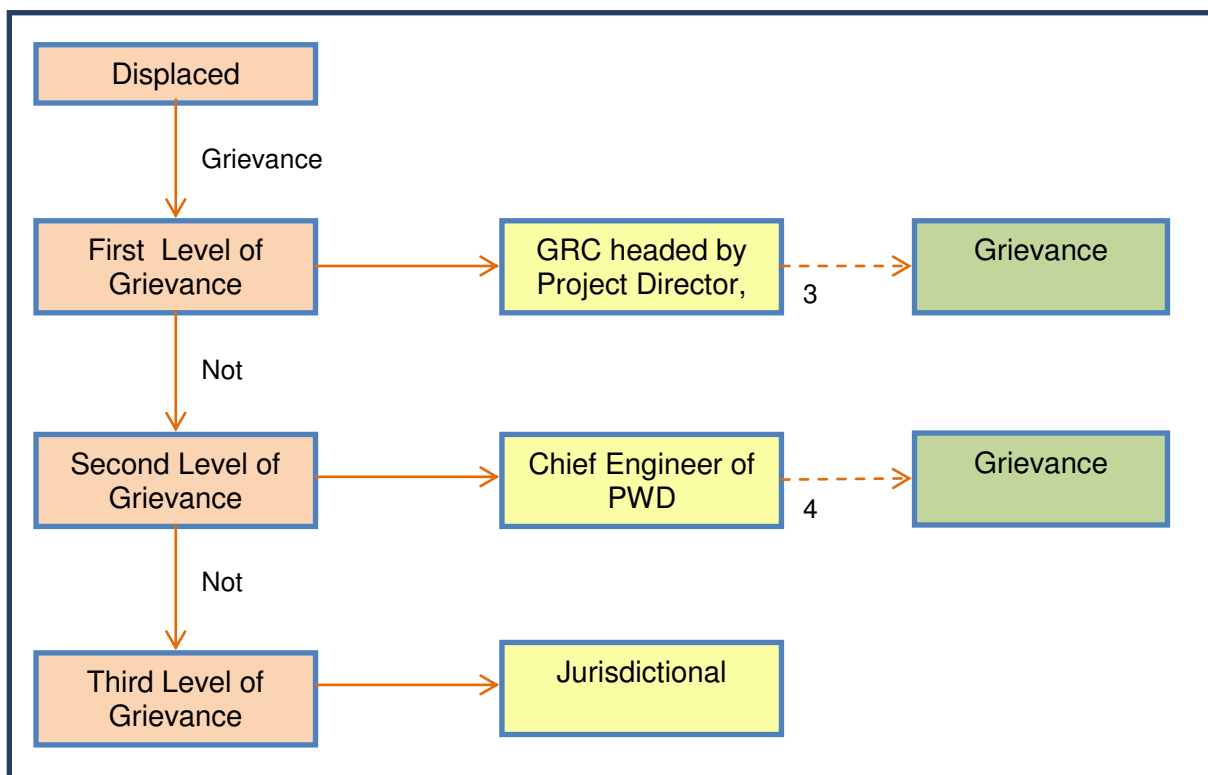 Displaced
Grievance
First Level of
Grievance
GRC headed by
Project Director,
3
Grievance
Not
Second Level of
Grievance
Chief Engineer of
PWD
4
Grievance
Not
Third Level of
Grievance
Jurisdictional